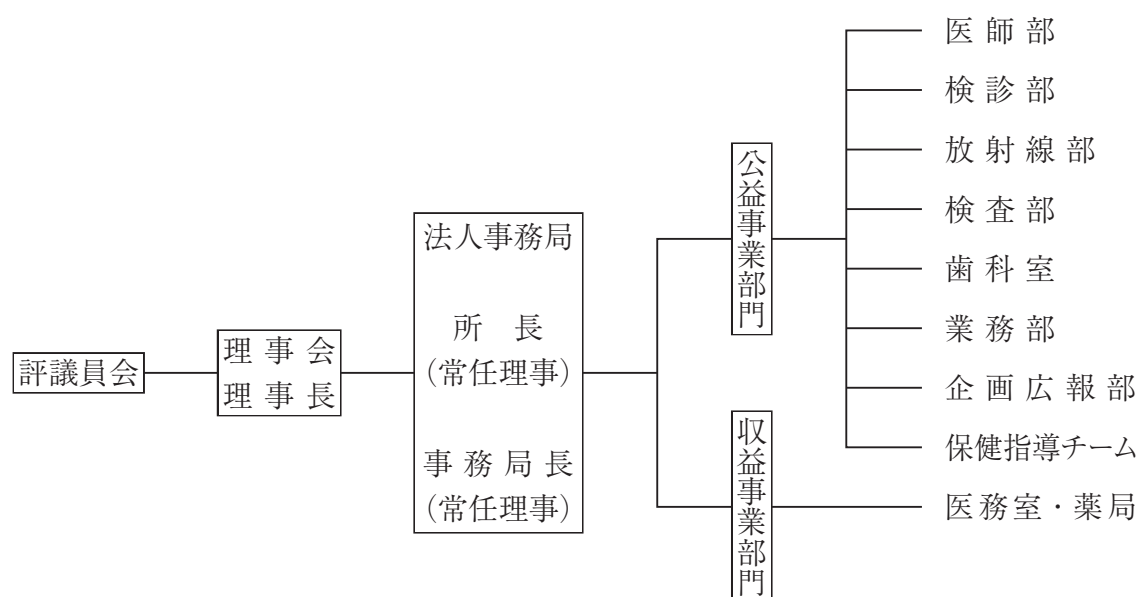 評議員会
理事会
理事長
法人事務局
所長
（常任理事）
事務局長
（常任理事）
公益事業部門
収益事業部門
医師部
検診部
放射線部
検査部
歯科室
業務部
企画広報部
保健指導チーム
医務室・薬局